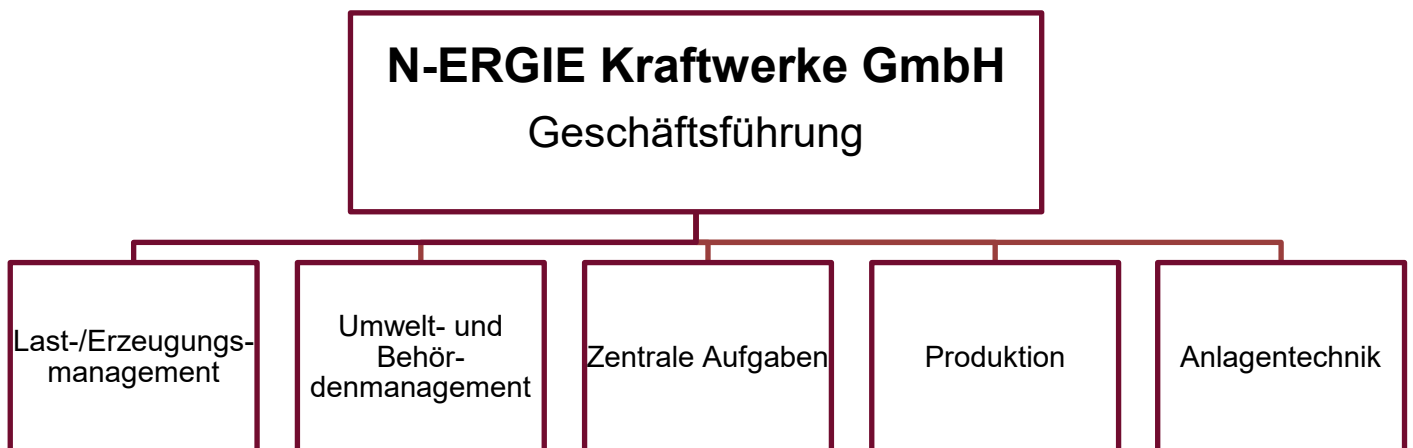 N-ERGIE Kraftwerke GmbH
Geschäftsführung
Last-/Erzeugungs-
management
Umwelt- und
Behör-
denmanagement
Zentrale Aufgaben
Produktion
Anlagentechnik